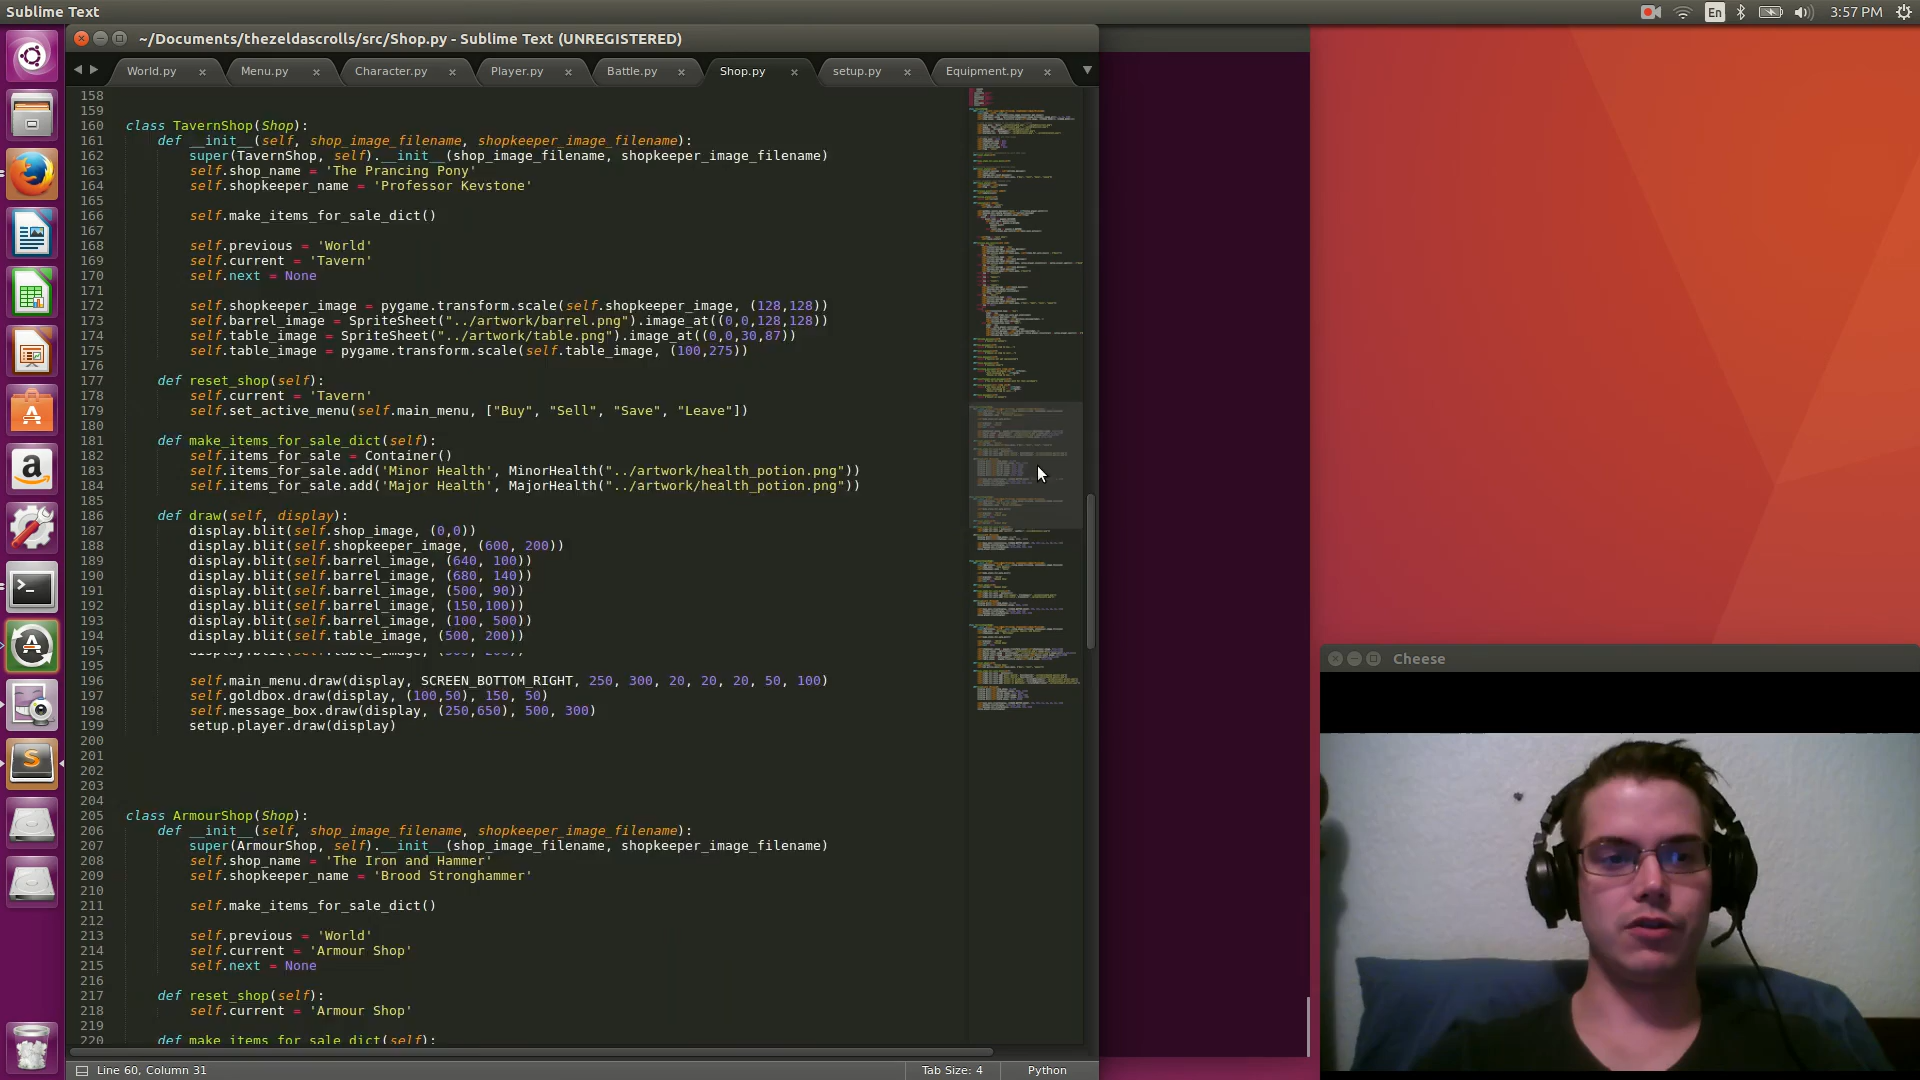 Sublime Text
En
3:57 PM
~/Documents/thezeldascrolls/src/Shop.py - Sublime Text (UNREGISTERED)
World.py
Menu.py
Character.py
Player.py
Battle.py
Shop.py
setup.py
Equipment.py
158
159
160 class TavernShop(Shop):
161 def __init__(self, shop_image_filename, shopkeeper_image_filename):
162 super(TavernShop, self).__init__(shop_image_filename, shopkeeper_image_filename)
163 self.shop_name = 'The Prancing Pony'
164 self.shopkeeper_name = 'Professor Kevstone'
165
166 self.make_items_for_sale_dict()
167
168 self.previous = 'World'
169 self.current = 'Tavern'
170 self.next = None
171
172 self.shopkeeper_image = pygame.transform.scale(self.shopkeeper_image, (128,128))
173 self.barrel_image = SpriteSheet("../artwork/barrel.png").image_at((0,0,128,128))
174 self.table_image = SpriteSheet("../artwork/table.png").image_at((0,0,30,87))
175 self.table_image = pygame.transform.scale(self.table_image, (100,275))
176
177 def reset_shop(self):
178 self.current = 'Tavern'
179 self.set_active_menu(self.main_menu, ["Buy", "Sell", "Save", "Leave"])
180
181 def make_items_for_sale_dict(self):
182 self.items_for_sale = Container()
183 self.items_for_sale.add('Minor Health', MinorHealth("../artwork/health_potion.png"))
184 self.items_for_sale.add('Major Health', MajorHealth("../artwork/health_potion.png"))
185
186 def draw(self, display):
187 display.blit(self.shop_image, (0,0))
188 display.blit(self.shopkeeper_image, (600, 200))
189 display.blit(self.barrel_image, (640, 100))
190 display.blit(self.barrel_image, (680, 140))
191 display.blit(self.barrel_image, (500, 90))
192 display.blit(self.barrel_image, (150,100))
193 display.blit(self.barrel_image, (100, 500))
194 display.blit(self.table_image, (500, 200))
195
195
196 self.main_menu.draw(display, SCREEN_BOTTOM_RIGHT, 250, 300, 20, 20, 20, 50, 100)
197 self.goldbox.draw(display, (100,50), 150, 50)
198 self.message_box.draw(display, (250,650), 500, 300)
199 setup.player.draw(display)
200
201
202
203
204
205 class ArmourShop(Shop):
206 def __init__(self, shop_image_filename, shopkeeper_image_filename):
207 super(ArmourShop, self).__init__(shop_image_filename, shopkeeper_image_filename)
208 self.shop_name = 'The Iron and Hammer'
209 self.shopkeeper_name = 'Brood Stronghammer'
210
211 self.make_items_for_sale_dict()
212
213 self.previous = 'World'
214 self.current = 'Armour Shop'
215 self.next = None
216
217 def reset_shop(self):
218 self.current = 'Armour Shop'
219
220 def make_items_for_sale_dict(self):
Line 60, Column 31
Tab Size: 4
Python
Cheese